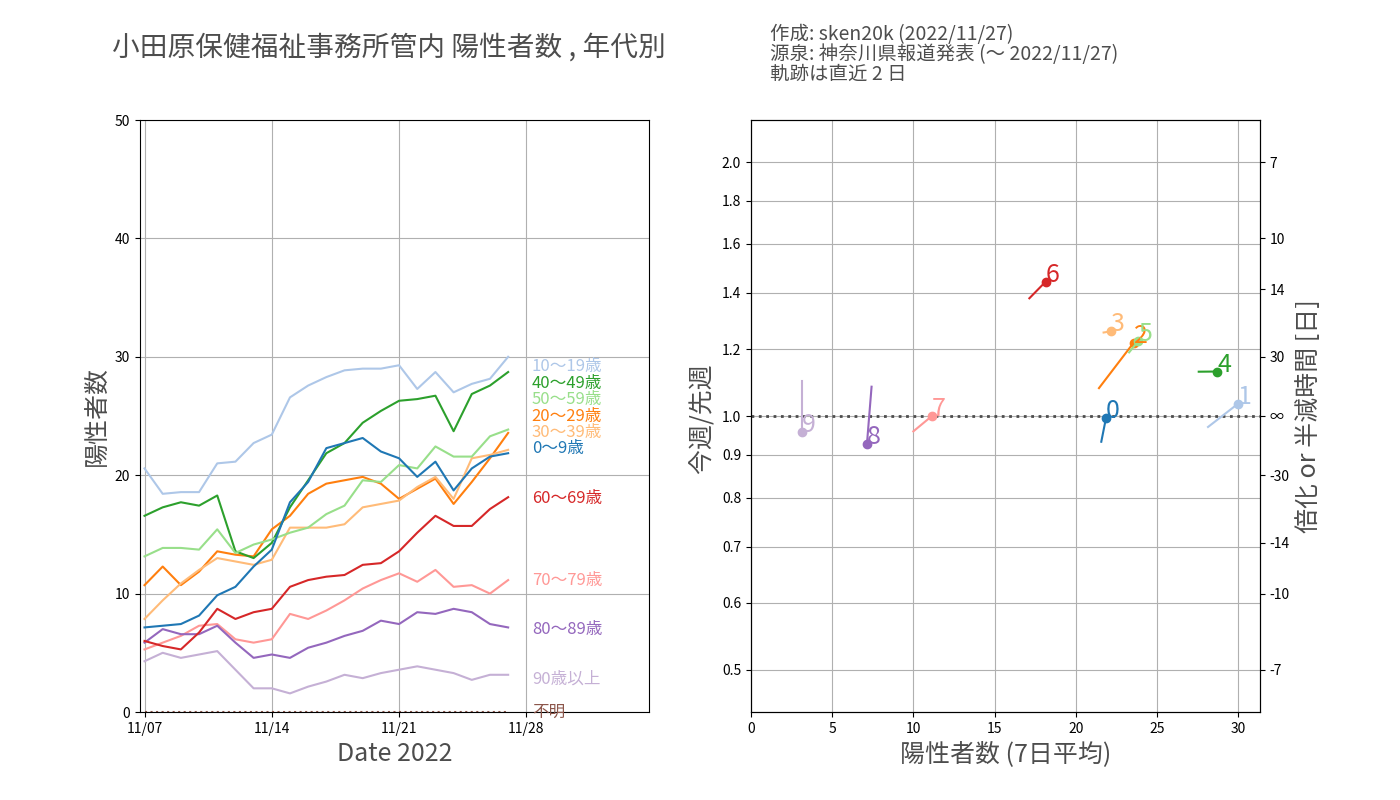 小田原保健福祉事務所管内 陽性者数 , 年代別
作成: sken20k (2022/11/27)
源泉: 神奈川県報道発表 (〜 2022/11/27)
軌跡は直近 2 日
陽性者数
50
40
30
20
10
0
11/07
11/14
11/21
11/28
Date 2022
10〜19歳
40〜49歳
50〜59歳
20〜29歳
30〜39歳
0〜9歳
60〜69歳
70〜79歳
80〜89歳
90歳以上
不明
今週/先週
2.0
1.8
1.6
1.4
1.2
1.0
0.9
0.8
0.7
0.6
0.5
6
3
2
5
4
1
0
7
9
8
0
5
10
15
20
25
30
陽性者数 (7日平均)
7
10
14
30
∞
-30
-14
-10
-7
倍化 or 半減時間 [日]